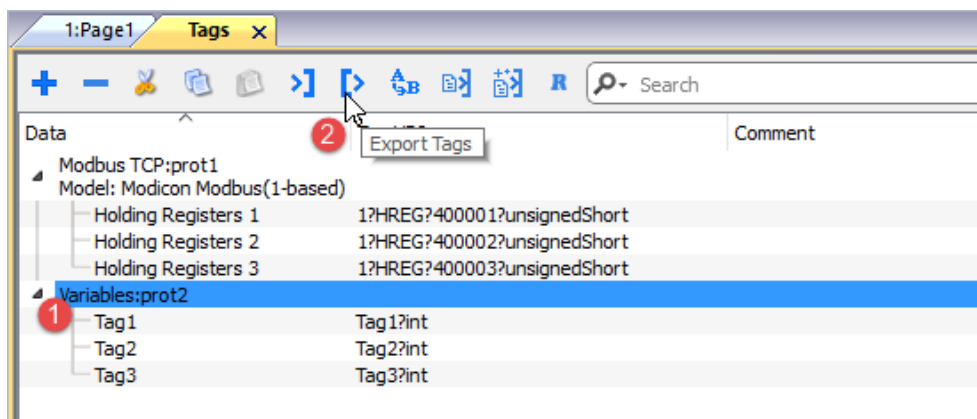 1:Page1 Tags
R Search
Data Comment
2 Export Tags
Modbus TCP:prot1
Model: Modicon Modbus(1-based)
Holding Registers 1 1?HREG?400001?unsignedShort
Holding Registers 2 1?HREG?400002?unsignedShort
Holding Registers 3 1?HREG?400003?unsignedShort
Variables:prot2
1 Tag1 Tag1?int
Tag2 Tag2?int
Tag3 Tag3?int